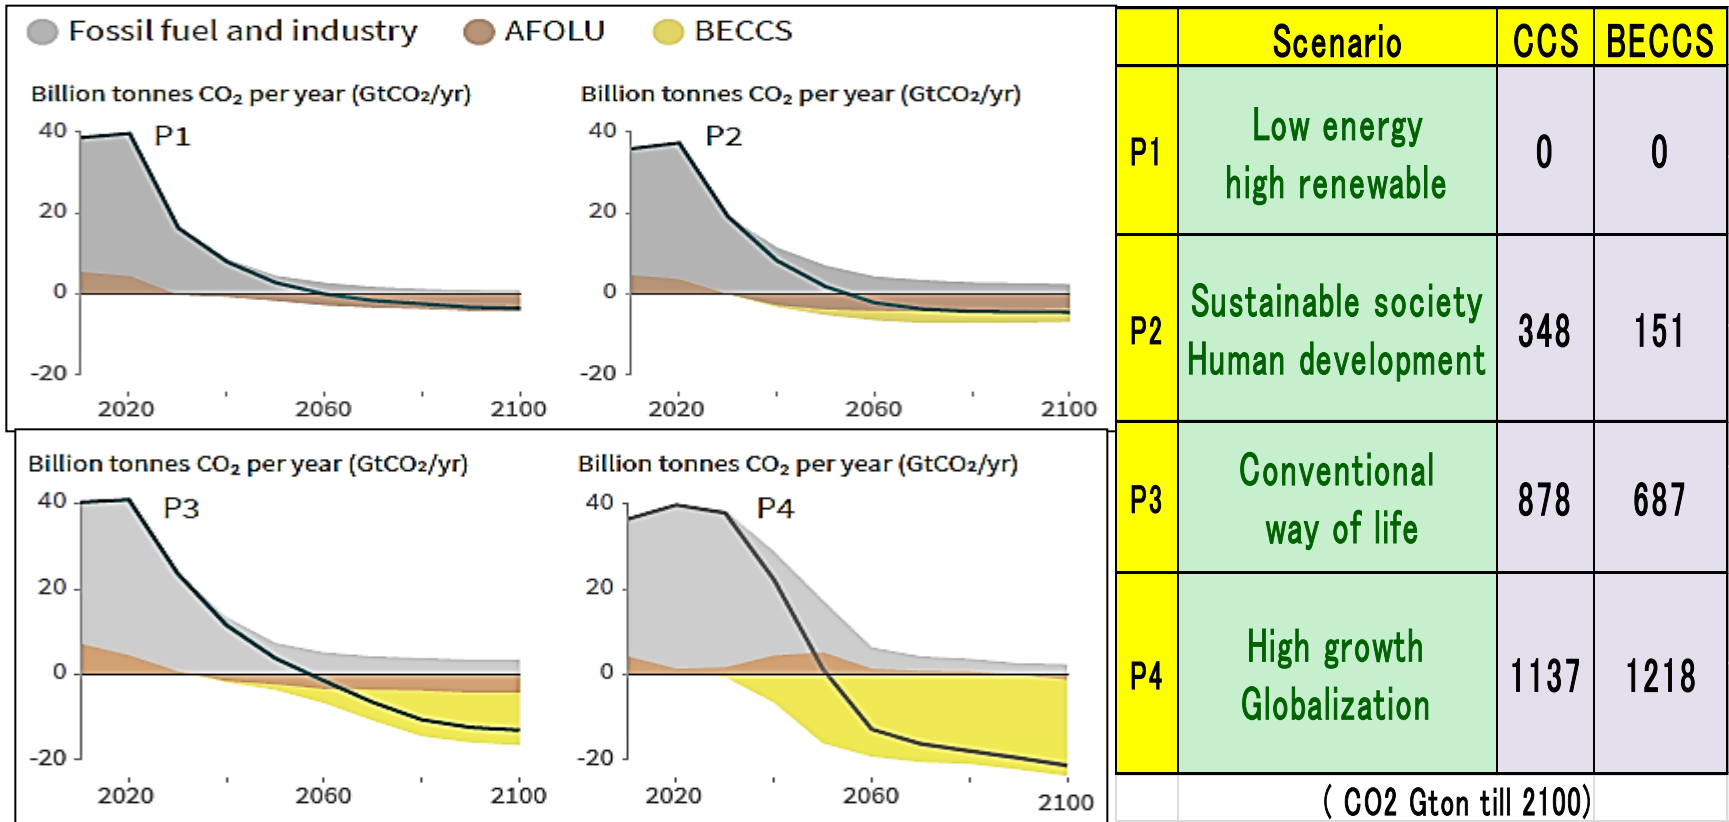 Fossil fuel and industry AFOLU BECCS
Billion tonnes CO₂ per year (GtCO₂/yr)
P1
40
20
0
-20
2020 2060 2100
Billion tonnes CO₂ per year (GtCO₂/yr)
P2
40
20
0
-20
2020 2060 2100
Billion tonnes CO₂ per year (GtCO₂/yr)
P3
40
20
0
-20
2020 2060 2100
Billion tonnes CO₂ per year (GtCO₂/yr)
P4
40
20
0
-20
2020 2060 2100
Scenario CCS BECCS
P1 Low energy
high renewable 0 0
P2 Sustainable society
Human development 348 151
P3 Conventional
way of life 878 687
P4 High growth
Globalization 1137 1218
( CO2 Gton till 2100)